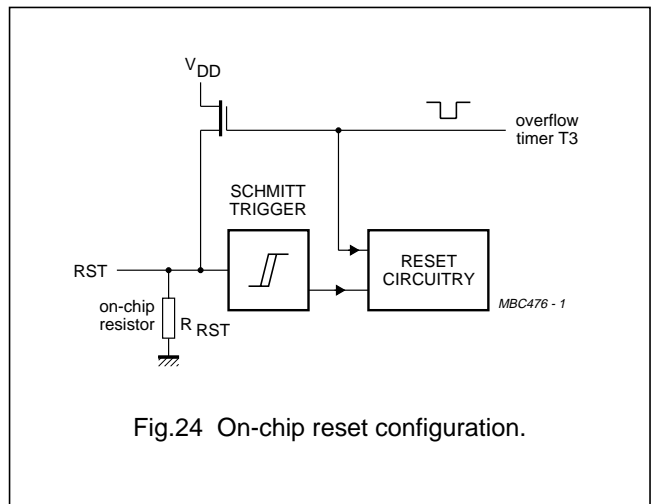 VDD
overflow
timer T3
SCHMITT
TRIGGER
RST
RESET
CIRCUITRY
on-chip
resistor
RRST
MBC476 - 1
Fig.24 On-chip reset configuration.